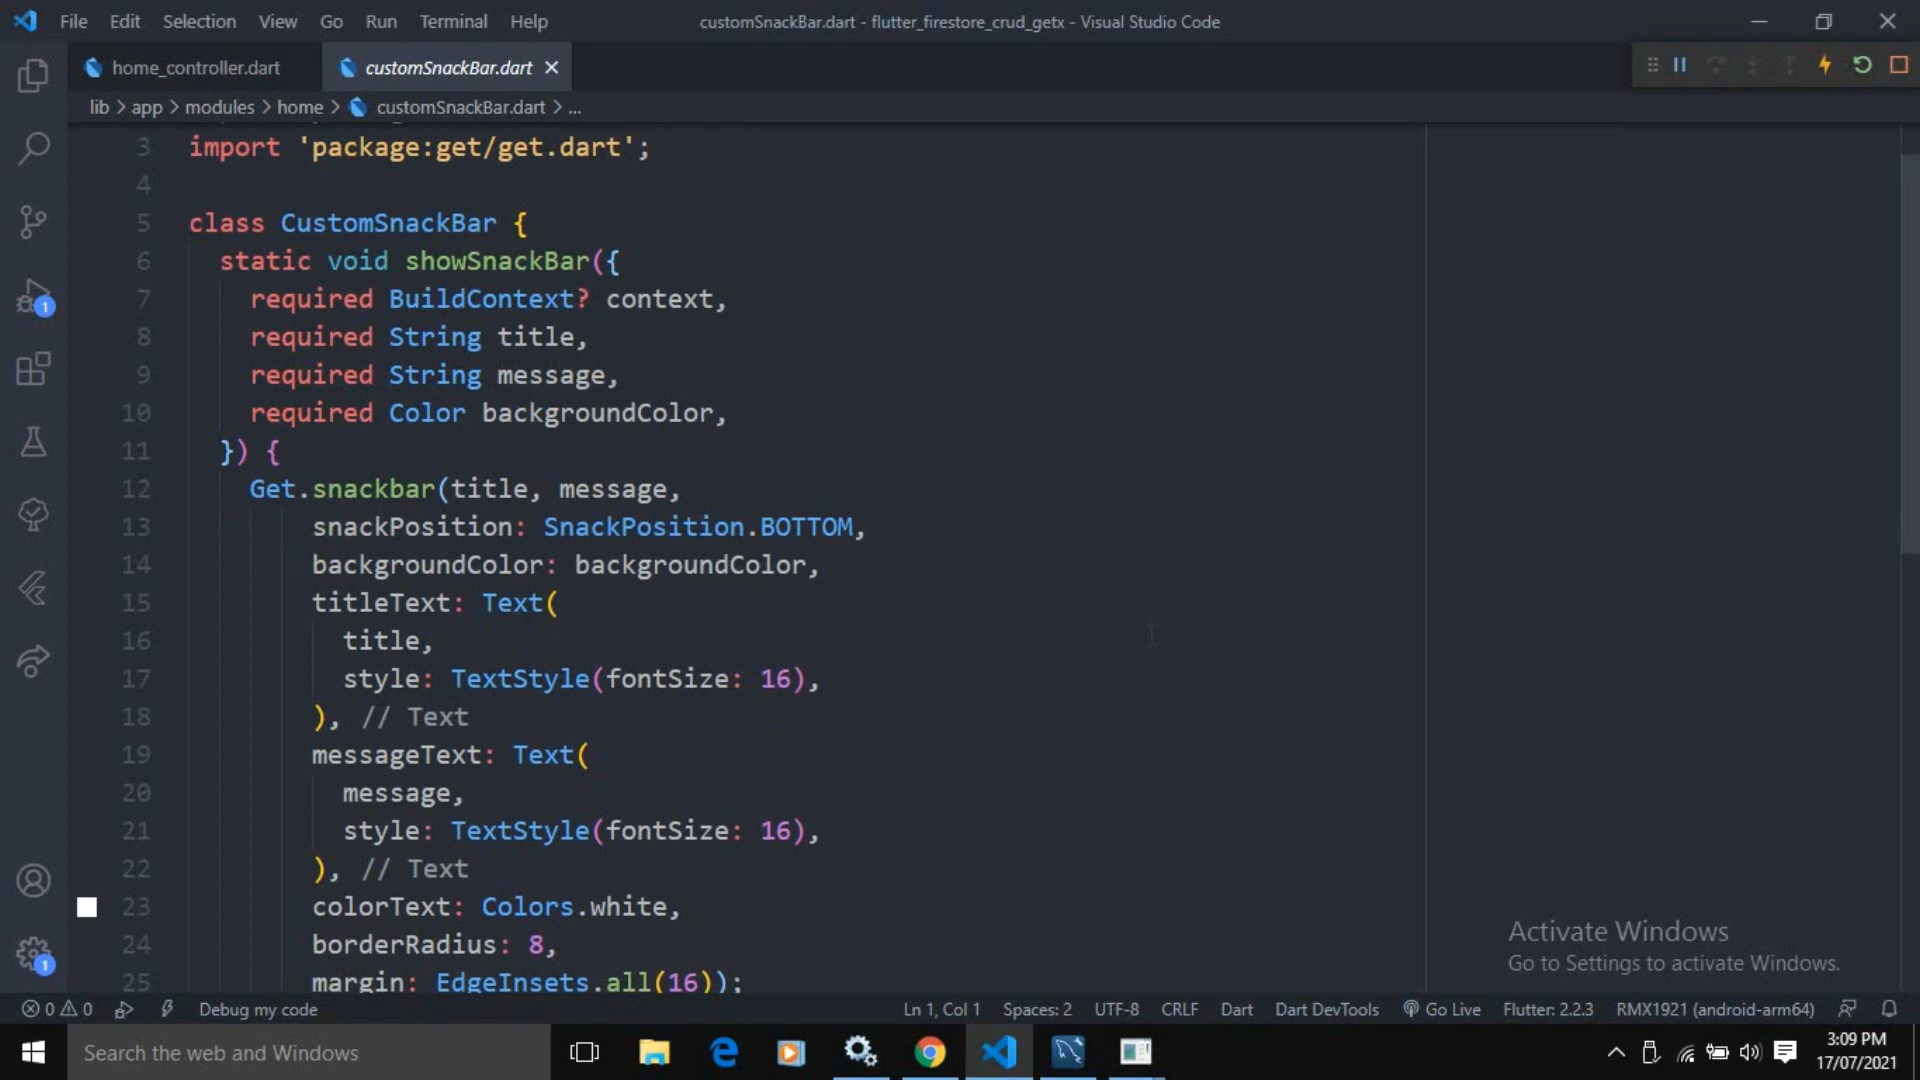 File Edit Selection View Go Run Terminal Help
customSnackBar.dart - flutter_firestore_crud_getx - Visual Studio Code
home_controller.dart
customSnackBar.dart
lib > app > modules > home > customSnackBar.dart > ...
3 import 'package:get/get.dart';
4
5 class CustomSnackBar {
6 static void showSnackBar({
7 required BuildContext? context,
8 required String title,
9 required String message,
10 required Color backgroundColor,
11 }) {
12 Get.snackbar(title, message,
13 snackPosition: SnackPosition.BOTTOM,
14 backgroundColor: backgroundColor,
15 titleText: Text(
16 title,
17 style: TextStyle(fontSize: 16),
18 ), // Text
19 messageText: Text(
20 message,
21 style: TextStyle(fontSize: 16),
22 ), // Text
23 colorText: Colors.white,
24 borderRadius: 8,
25 margin: EdgeInsets.all(16));
1
1
Activate Windows
Go to Settings to activate Windows.
0 0 Debug my code
Ln 1, Col 1 Spaces: 2 UTF-8 CRLF Dart Dart DevTools Go Live Flutter: 2.2.3 RMX1921 (android-arm64)
Search the web and Windows
3:09 PM
17/07/2021